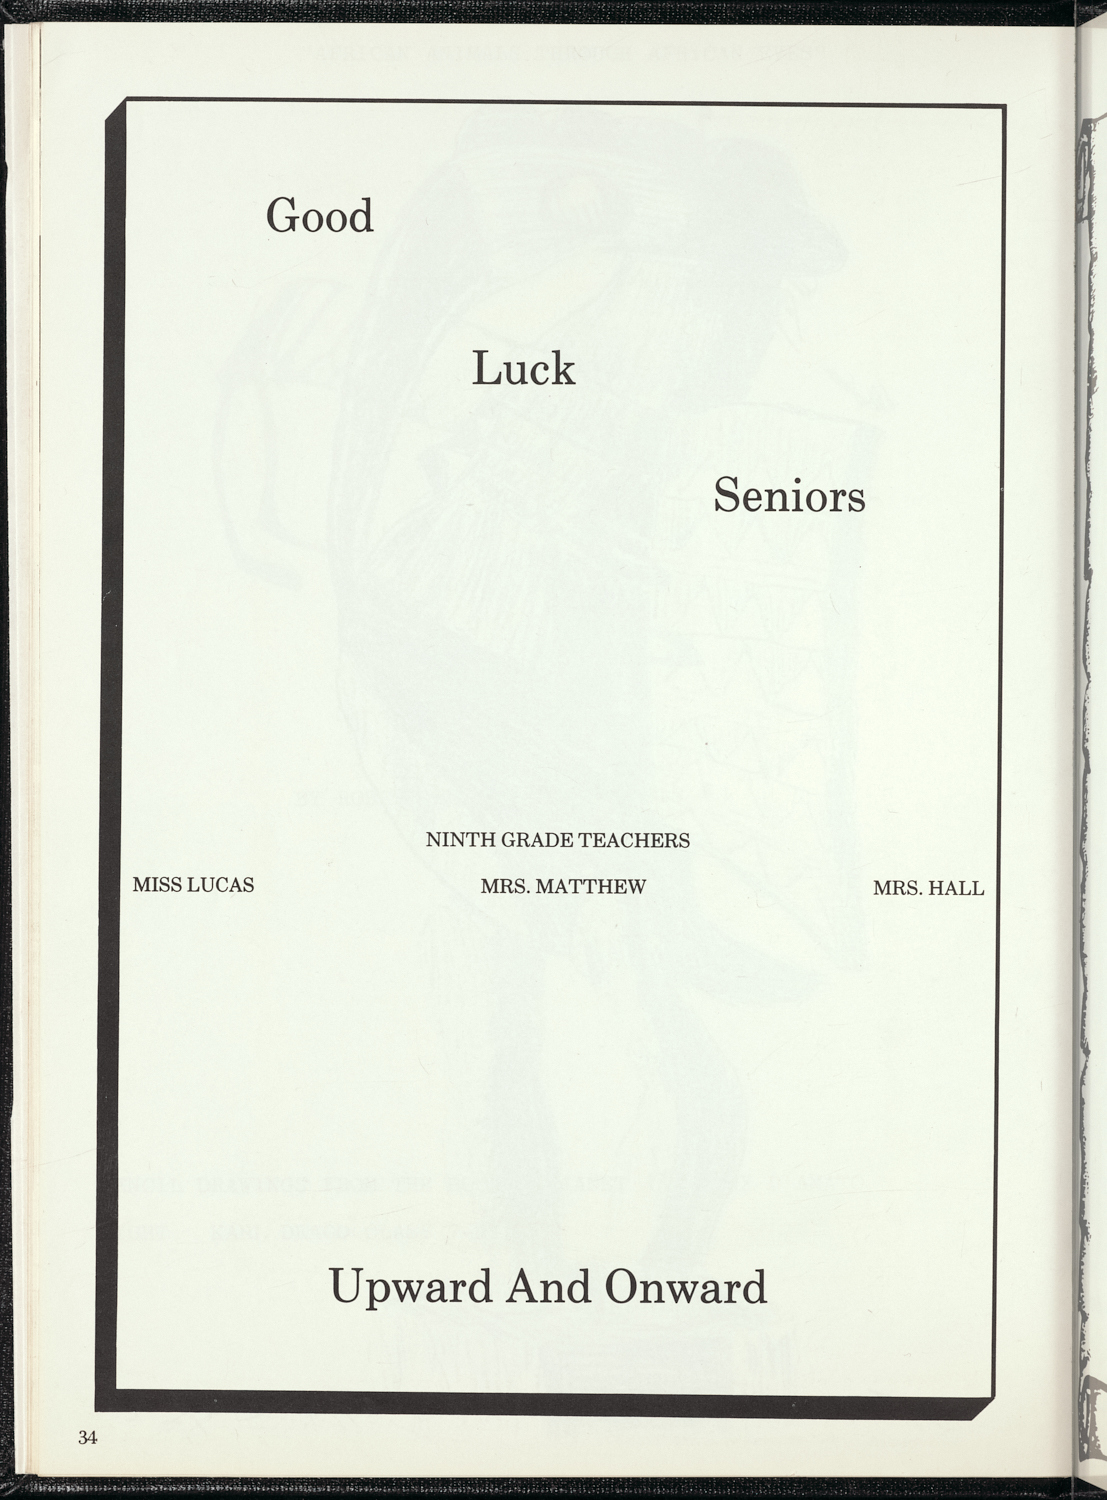 Good
Luck
Seniors
NINTH GRADE TEACHERS
MISS LUCAS MRS. MATTHEW MRS. HALL
Upward And Onward
34